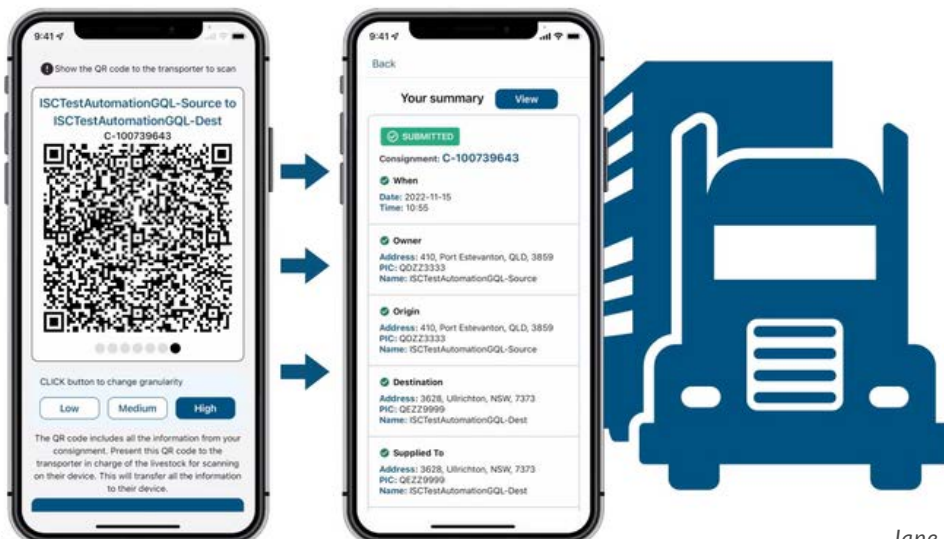 9:41
Show the QR code to the transporter to scan
ISCTestAutomationGQL-Source to
ISCTestAutomationGQL-Dest
C-100739643
CLICK button to change granularity
Low Medium High
The QR code includes all the information from your
consignment. Present this QR code to the
transporter in charge of the livestock for scanning
on their device. This will transfer all the information
to their device.
9:41
Back
Your summary View
SUBMITTED
Consignment: C-100739643
When
Date: 2022-11-15
Time: 10:55
Owner
Address: 410, Port Estevanton, QLD, 3859
PIC: QDZZ3333
Name: ISCTestAutomationGQL-Source
Origin
Address: 410, Port Estevanton, QLD, 3859
PIC: QDZZ3333
Name: ISCTestAutomationGQL-Source
Destination
Address: 3628, Ullrichton, NSW, 7373
PIC: QEZZ9999
Name: ISCTestAutomationGQL-Dest
Supplied To
Address: 3628, Ullrichton, NSW, 7373
PIC: QEZZ9999
Name: ISCTestAutomationGQL-Dest